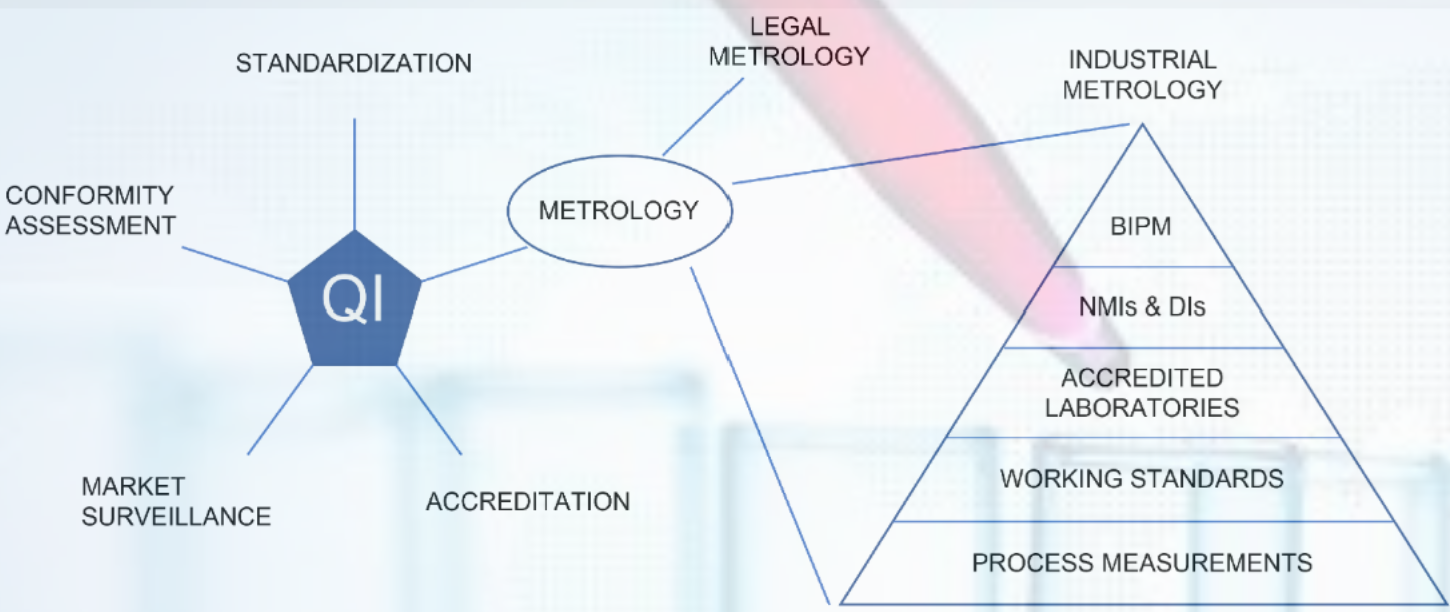 STANDARDIZATION
CONFORMITY
ASSESSMENT
QI
MARKET
SURVEILLANCE
ACCREDITATION
METROLOGY
LEGAL
METROLOGY
INDUSTRIAL
METROLOGY
BIPM
NMIs & DIs
ACCREDITED
LABORATORIES
WORKING STANDARDS
PROCESS MEASUREMENTS